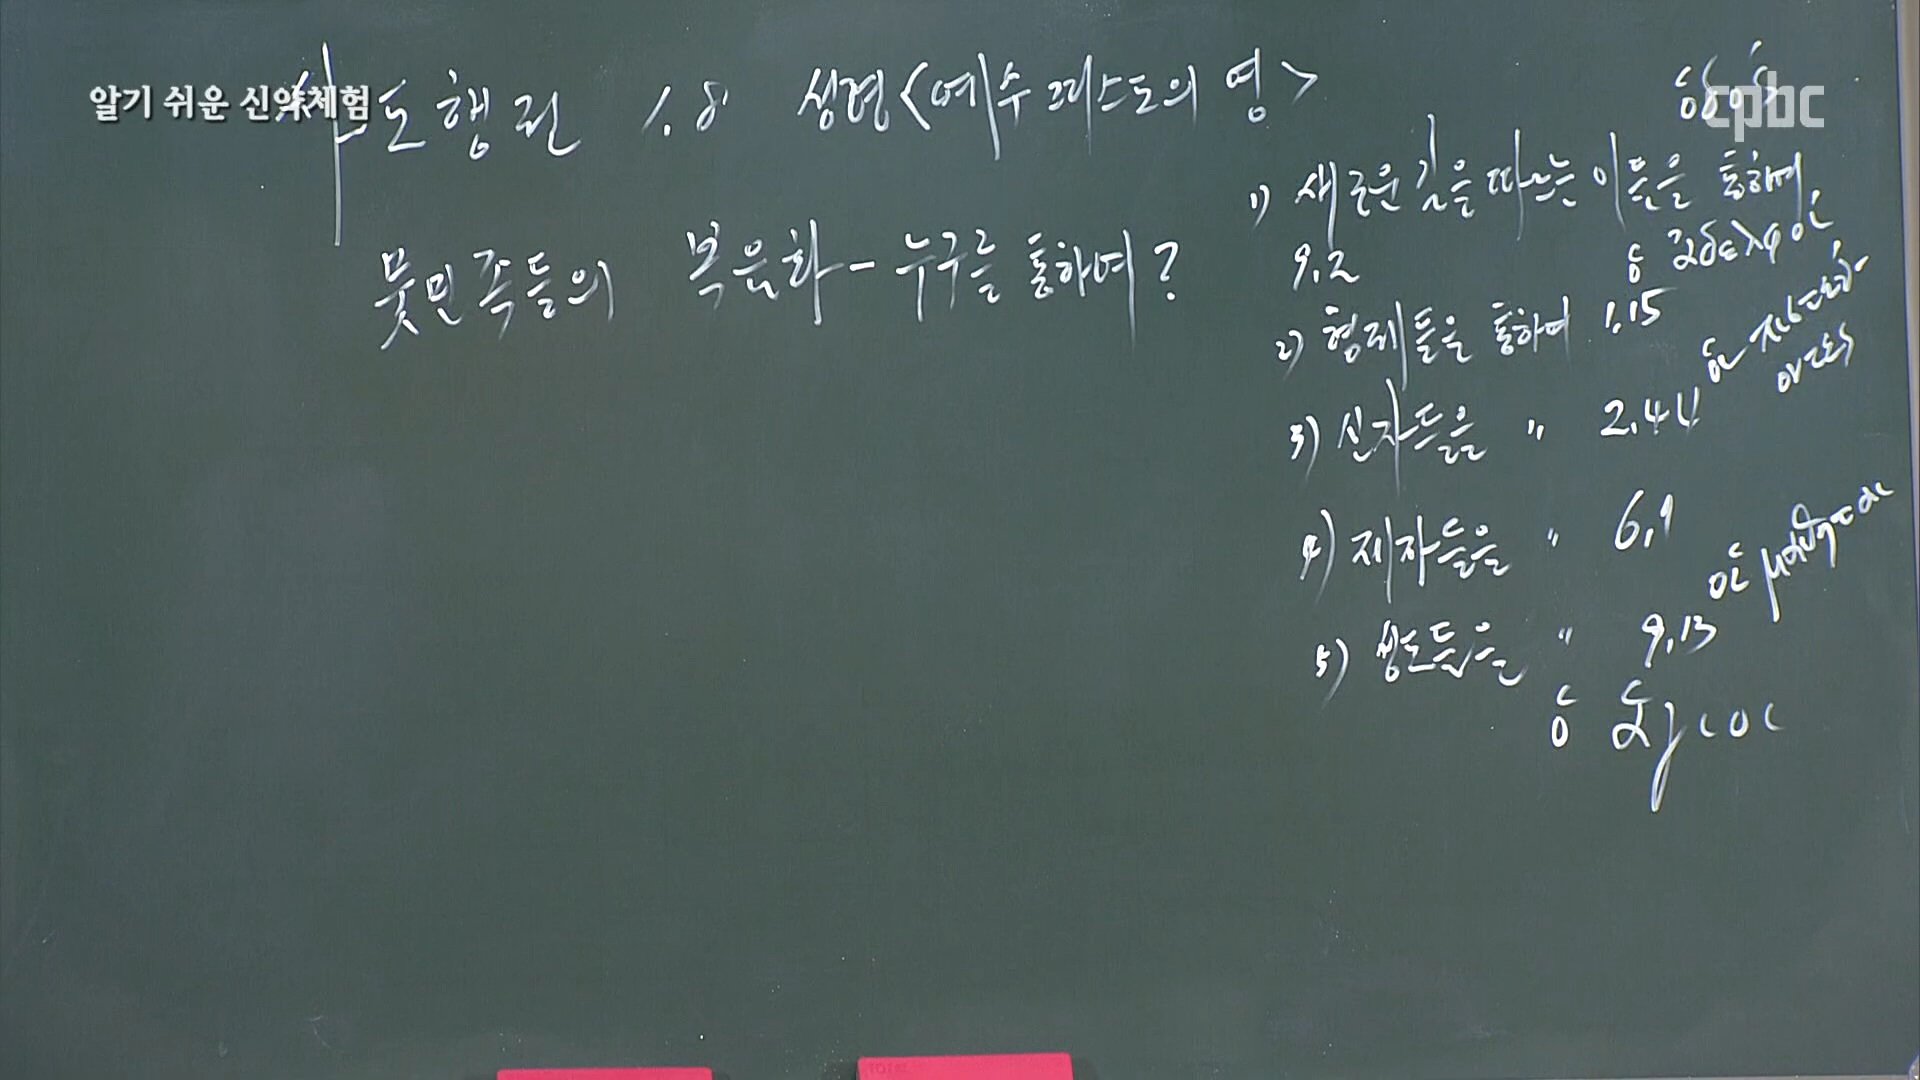 알기 쉬운 신약체험
cpbc
사도행전 1.8 성령<예수 그리스도의 영>
뭇민족들의 복음화 - 누구를 통하여?
1) 새로운 길을 따르는 이들을 통하여
9.2
2) 형제들을 통하여 1.15
3) 신자들을 〃 2.44
4) 제자들을 〃 6.1
οἱ μαθηται
5) 성도들을 〃 9.13
ἁγιοι